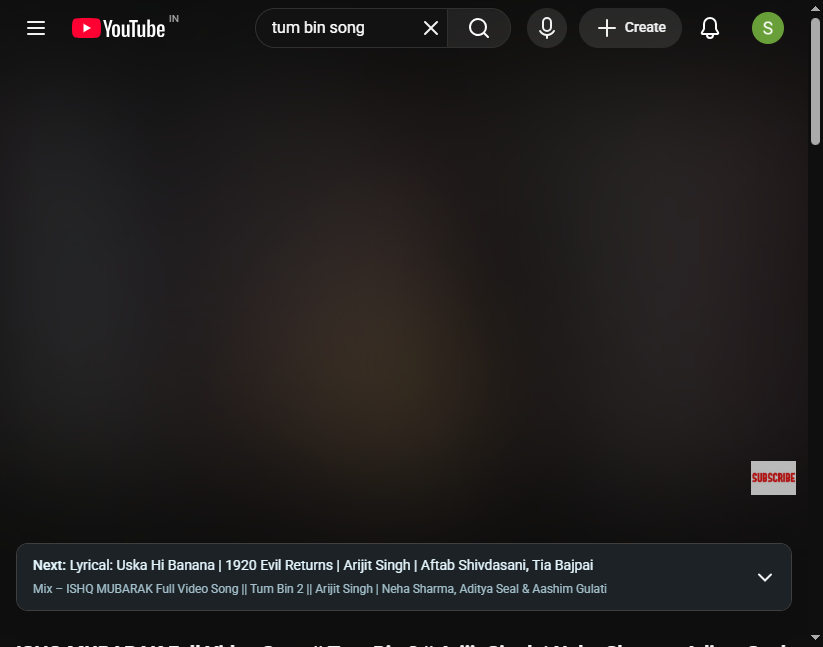 YouTube IN
tum bin song
Create
S
SUBSCRIBE
Next: Lyrical: Uska Hi Banana | 1920 Evil Returns | Arijit Singh | Aftab Shivdasani, Tia Bajpai
Mix – ISHQ MUBARAK Full Video Song || Tum Bin 2 || Arijit Singh | Neha Sharma, Aditya Seal & Aashim Gulati